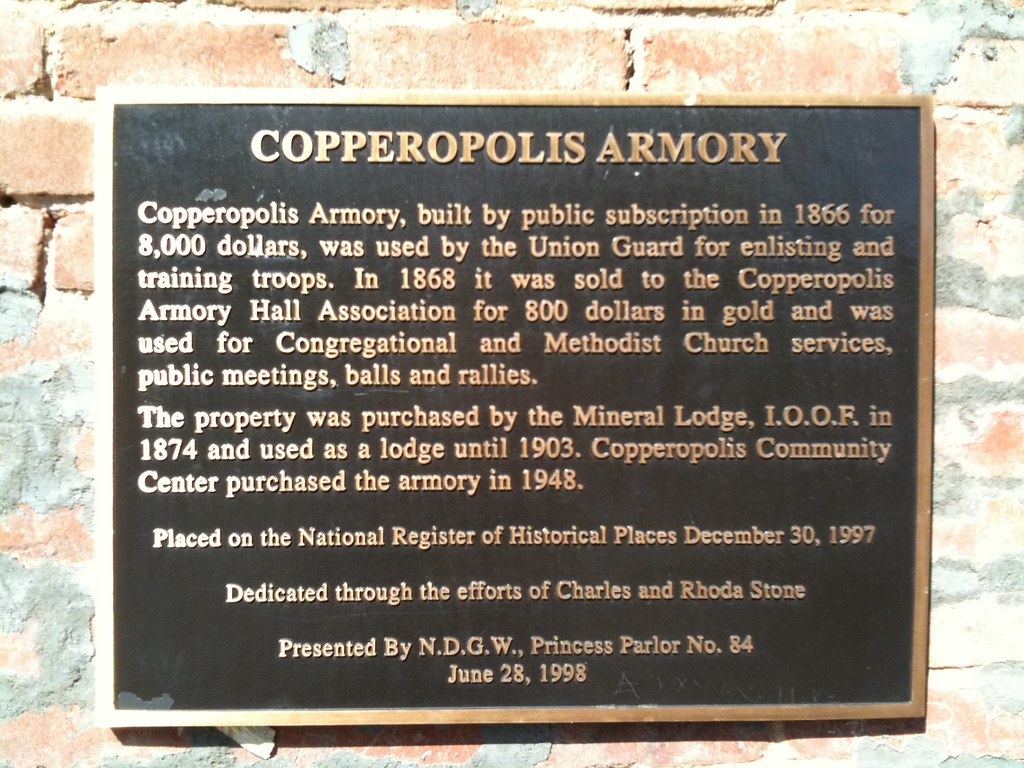 COPPEROPOLIS ARMORY
Copperopolis Armory, built by public subscription in 1866 for
8,000 dollars, was used by the Union Guard for enlisting and
training troops. In 1868 it was sold to the Copperopolis
Armory Hall Association for 800 dollars in gold and was
used for Congregational and Methodist Church services,
public meetings, balls and rallies.
The property was purchased by the Mineral Lodge, I.O.O.F. in
1874 and used as a lodge until 1903. Copperopolis Community
Center purchased the armory in 1948.
Placed on the National Register of Historical Places December 30, 1997
Dedicated through the efforts of Charles and Rhoda Stone
Presented By N.D.G.W., Princess Parlor No. 84
June 28, 1998